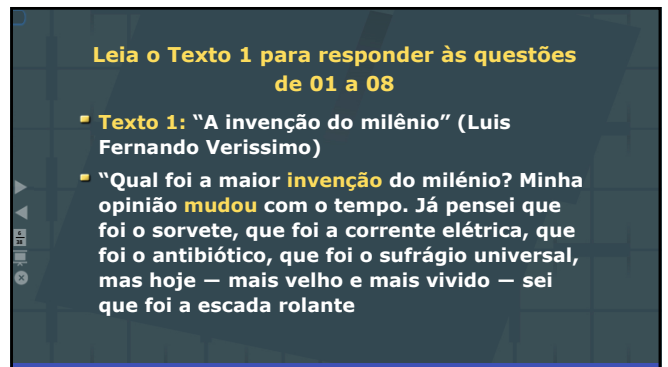 Leia o Texto 1 para responder às questões
de 01 a 08
Texto 1: “A invenção do milênio” (Luis
Fernando Verissimo)
“Qual foi a maior invenção do milénio? Minha
opinião mudou com o tempo. Já pensei que
foi o sorvete, que foi a corrente elétrica, que
foi o antibiótico, que foi o sufrágio universal,
mas hoje — mais velho e mais vivido — sei
que foi a escada rolante